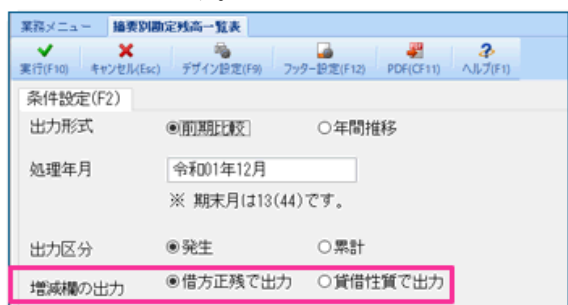 業務メニュー 摘要別勘定残高一覧表
実行(F10) キャンセル(Esc) デザイン設定(F9) フッター設定(F12) PDF(CF11) ヘルプ(F1)
条件設定(F2)
出力形式 ◉前期比較 ○年間推移
処理年月 令和01年12月
※ 期末月は13(44)です。
出力区分 ◉発生 ○累計
増減欄の出力 ◉借方正残で出力 ○貸借性質で出力